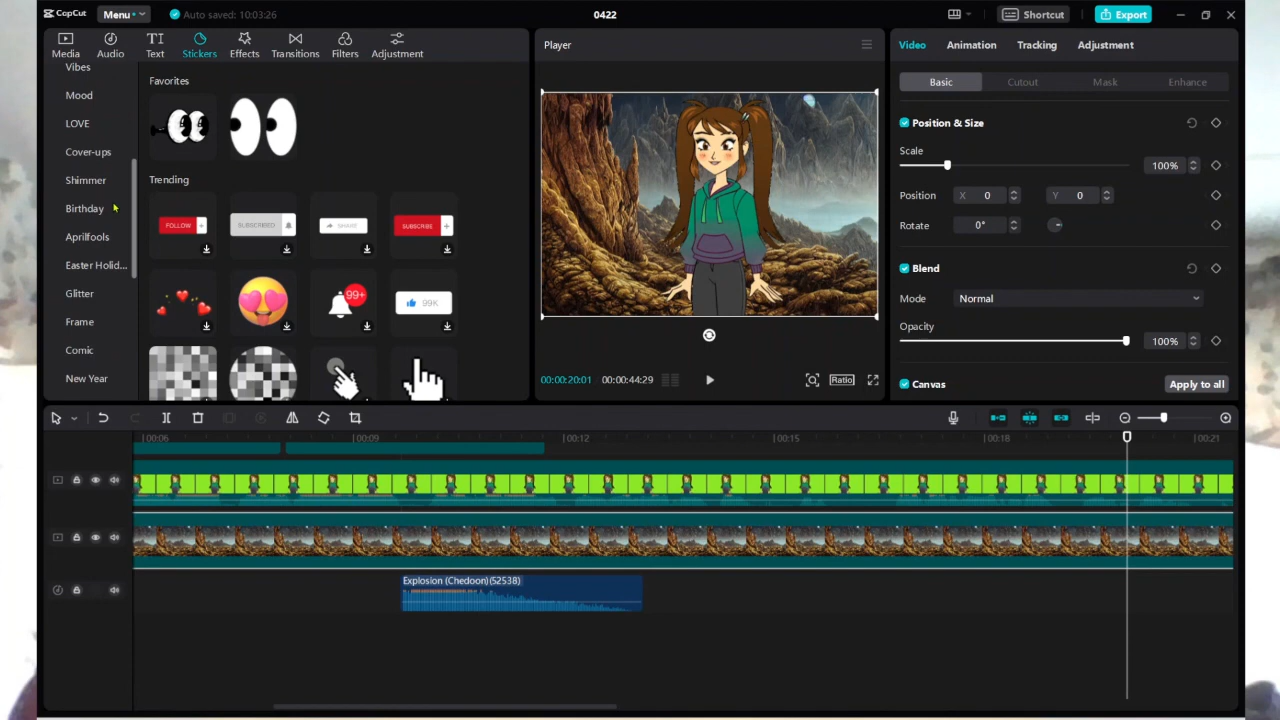 CapCut Menu Auto saved: 10:03:26 0422 Shortcut Export
Media Audio Text Stickers Effects Transitions Filters Adjustment
Vibes
Mood
LOVE
Cover-ups
Shimmer
Birthday
Aprilfools
Easter Holid...
Glitter
Frame
Comic
New Year
Favorites
Trending
FOLLOW +
SUBSCRIBED
SHARE
SUBSCRIBE +
99+
99K
Player
00:00:20:01 00:00:44:29
Ratio
Video Animation Tracking Adjustment
Basic Cutout Mask Enhance
Position & Size
Scale
100%
Position X 0 Y 0
Rotate 0°
Blend
Mode Normal
Opacity
100%
Canvas Apply to all
00:06 00:09 00:12 00:15 00:18 00:21
Explosion (Chedoon)(52538)